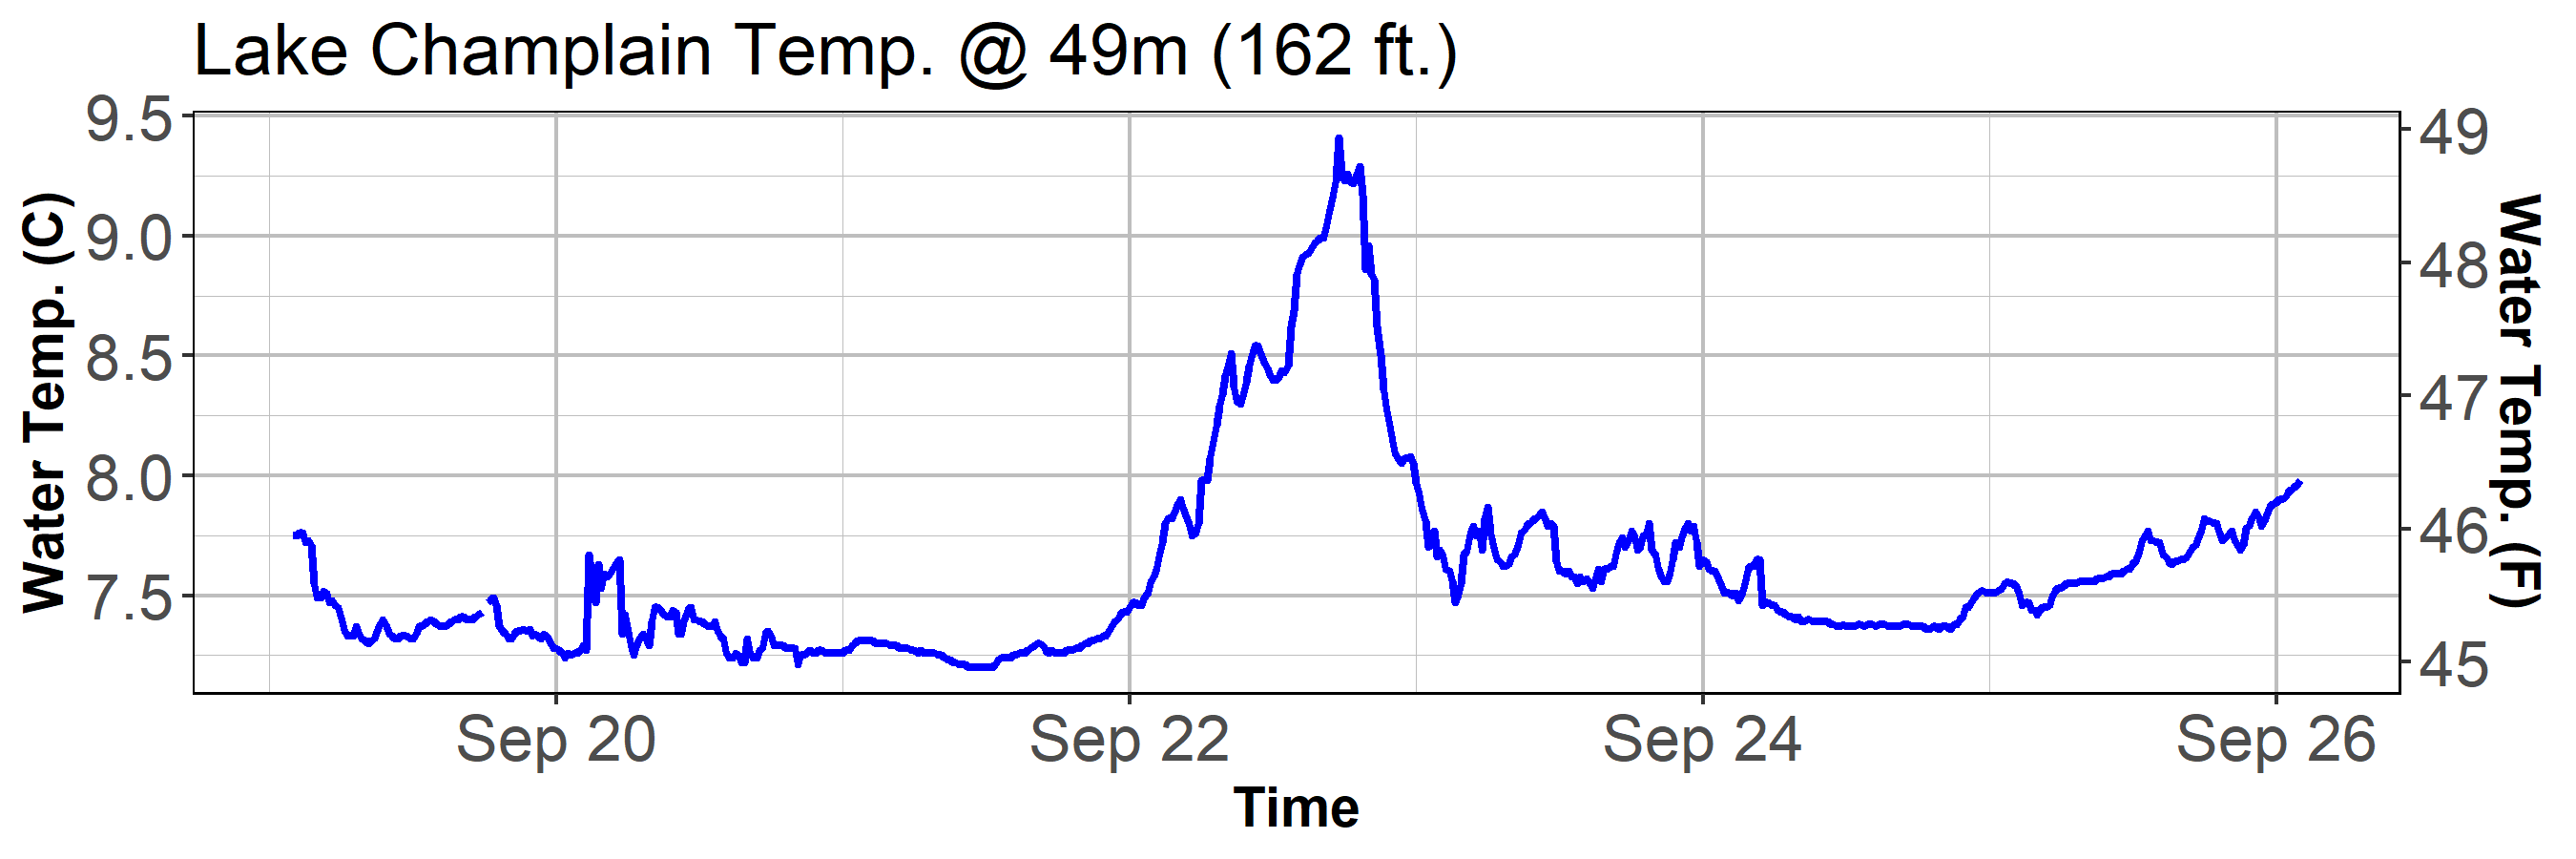 Lake Champlain Temp. @ 49m (162 ft.)
Water Temp. (C)
9.5
9.0
8.5
8.0
7.5
49
48
47
46
45
Water Temp. (F)
Sep 20 Sep 22 Sep 24 Sep 26
Time